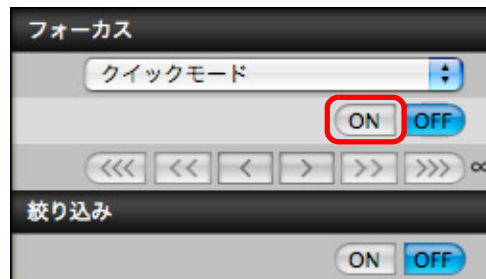 フォーカス
クイックモード
ON OFF
<<< << < > >> >>> ∞
絞り込み
ON OFF